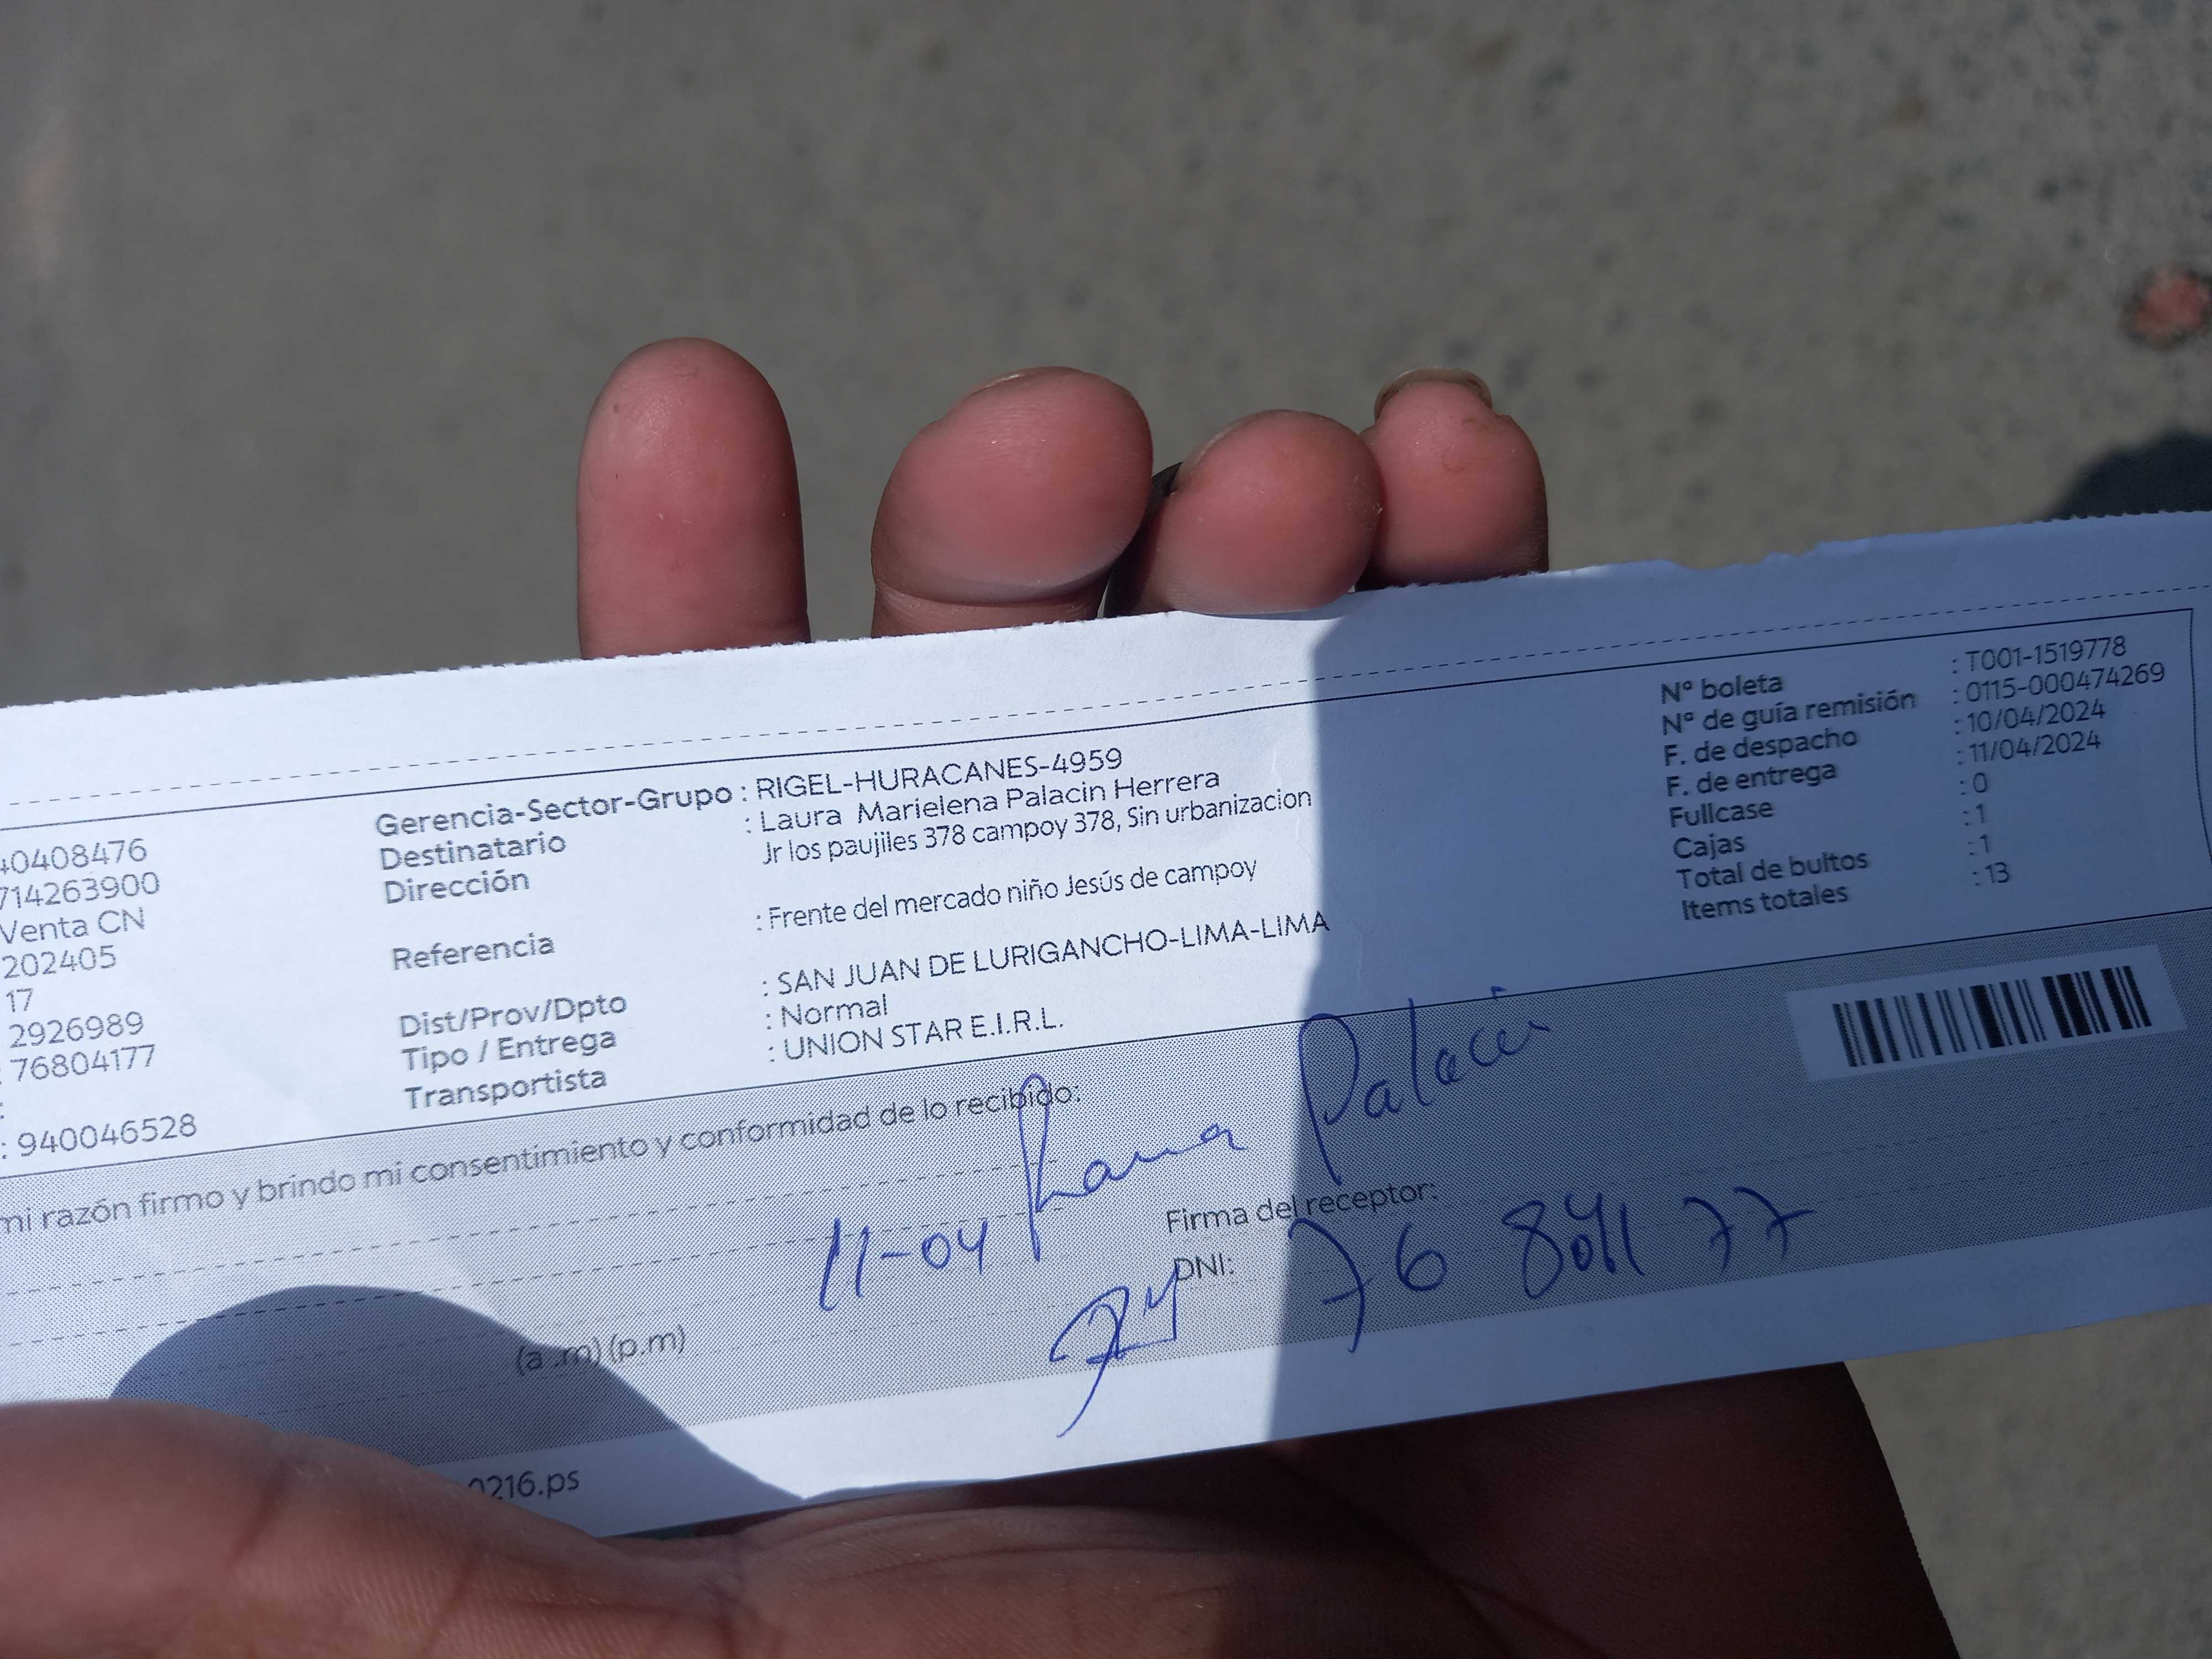 40408476
714263900
Venta CN
202405
17
2926989
: 76804177
:
: 940046528
Gerencia-Sector-Grupo : RIGEL-HURACANES-4959
Destinatario : Laura Marielena Palacin Herrera
Dirección Jr los paujiles 378 campoy 378, Sin urbanizacion
Referencia : Frente del mercado niño Jesús de campoy
Dist/Prov/Dpto : SAN JUAN DE LURIGANCHO-LIMA-LIMA
Tipo / Entrega : Normal
Transportista : UNION STAR E.I.R.L.
Nº boleta : T001-1519778
Nº de guía remisión : 0115-000474269
F. de despacho : 10/04/2024
F. de entrega : 11/04/2024
Fullcase : 0
Cajas : 1
Total de bultos : 1
Items totales : 13
mi razón firmo y brindo mi consentimiento y conformidad de lo recibido:
Laura Palacin
11-04
Firma del receptor:
DNI: 76 804177
(a .m) (p.m)
0216.ps